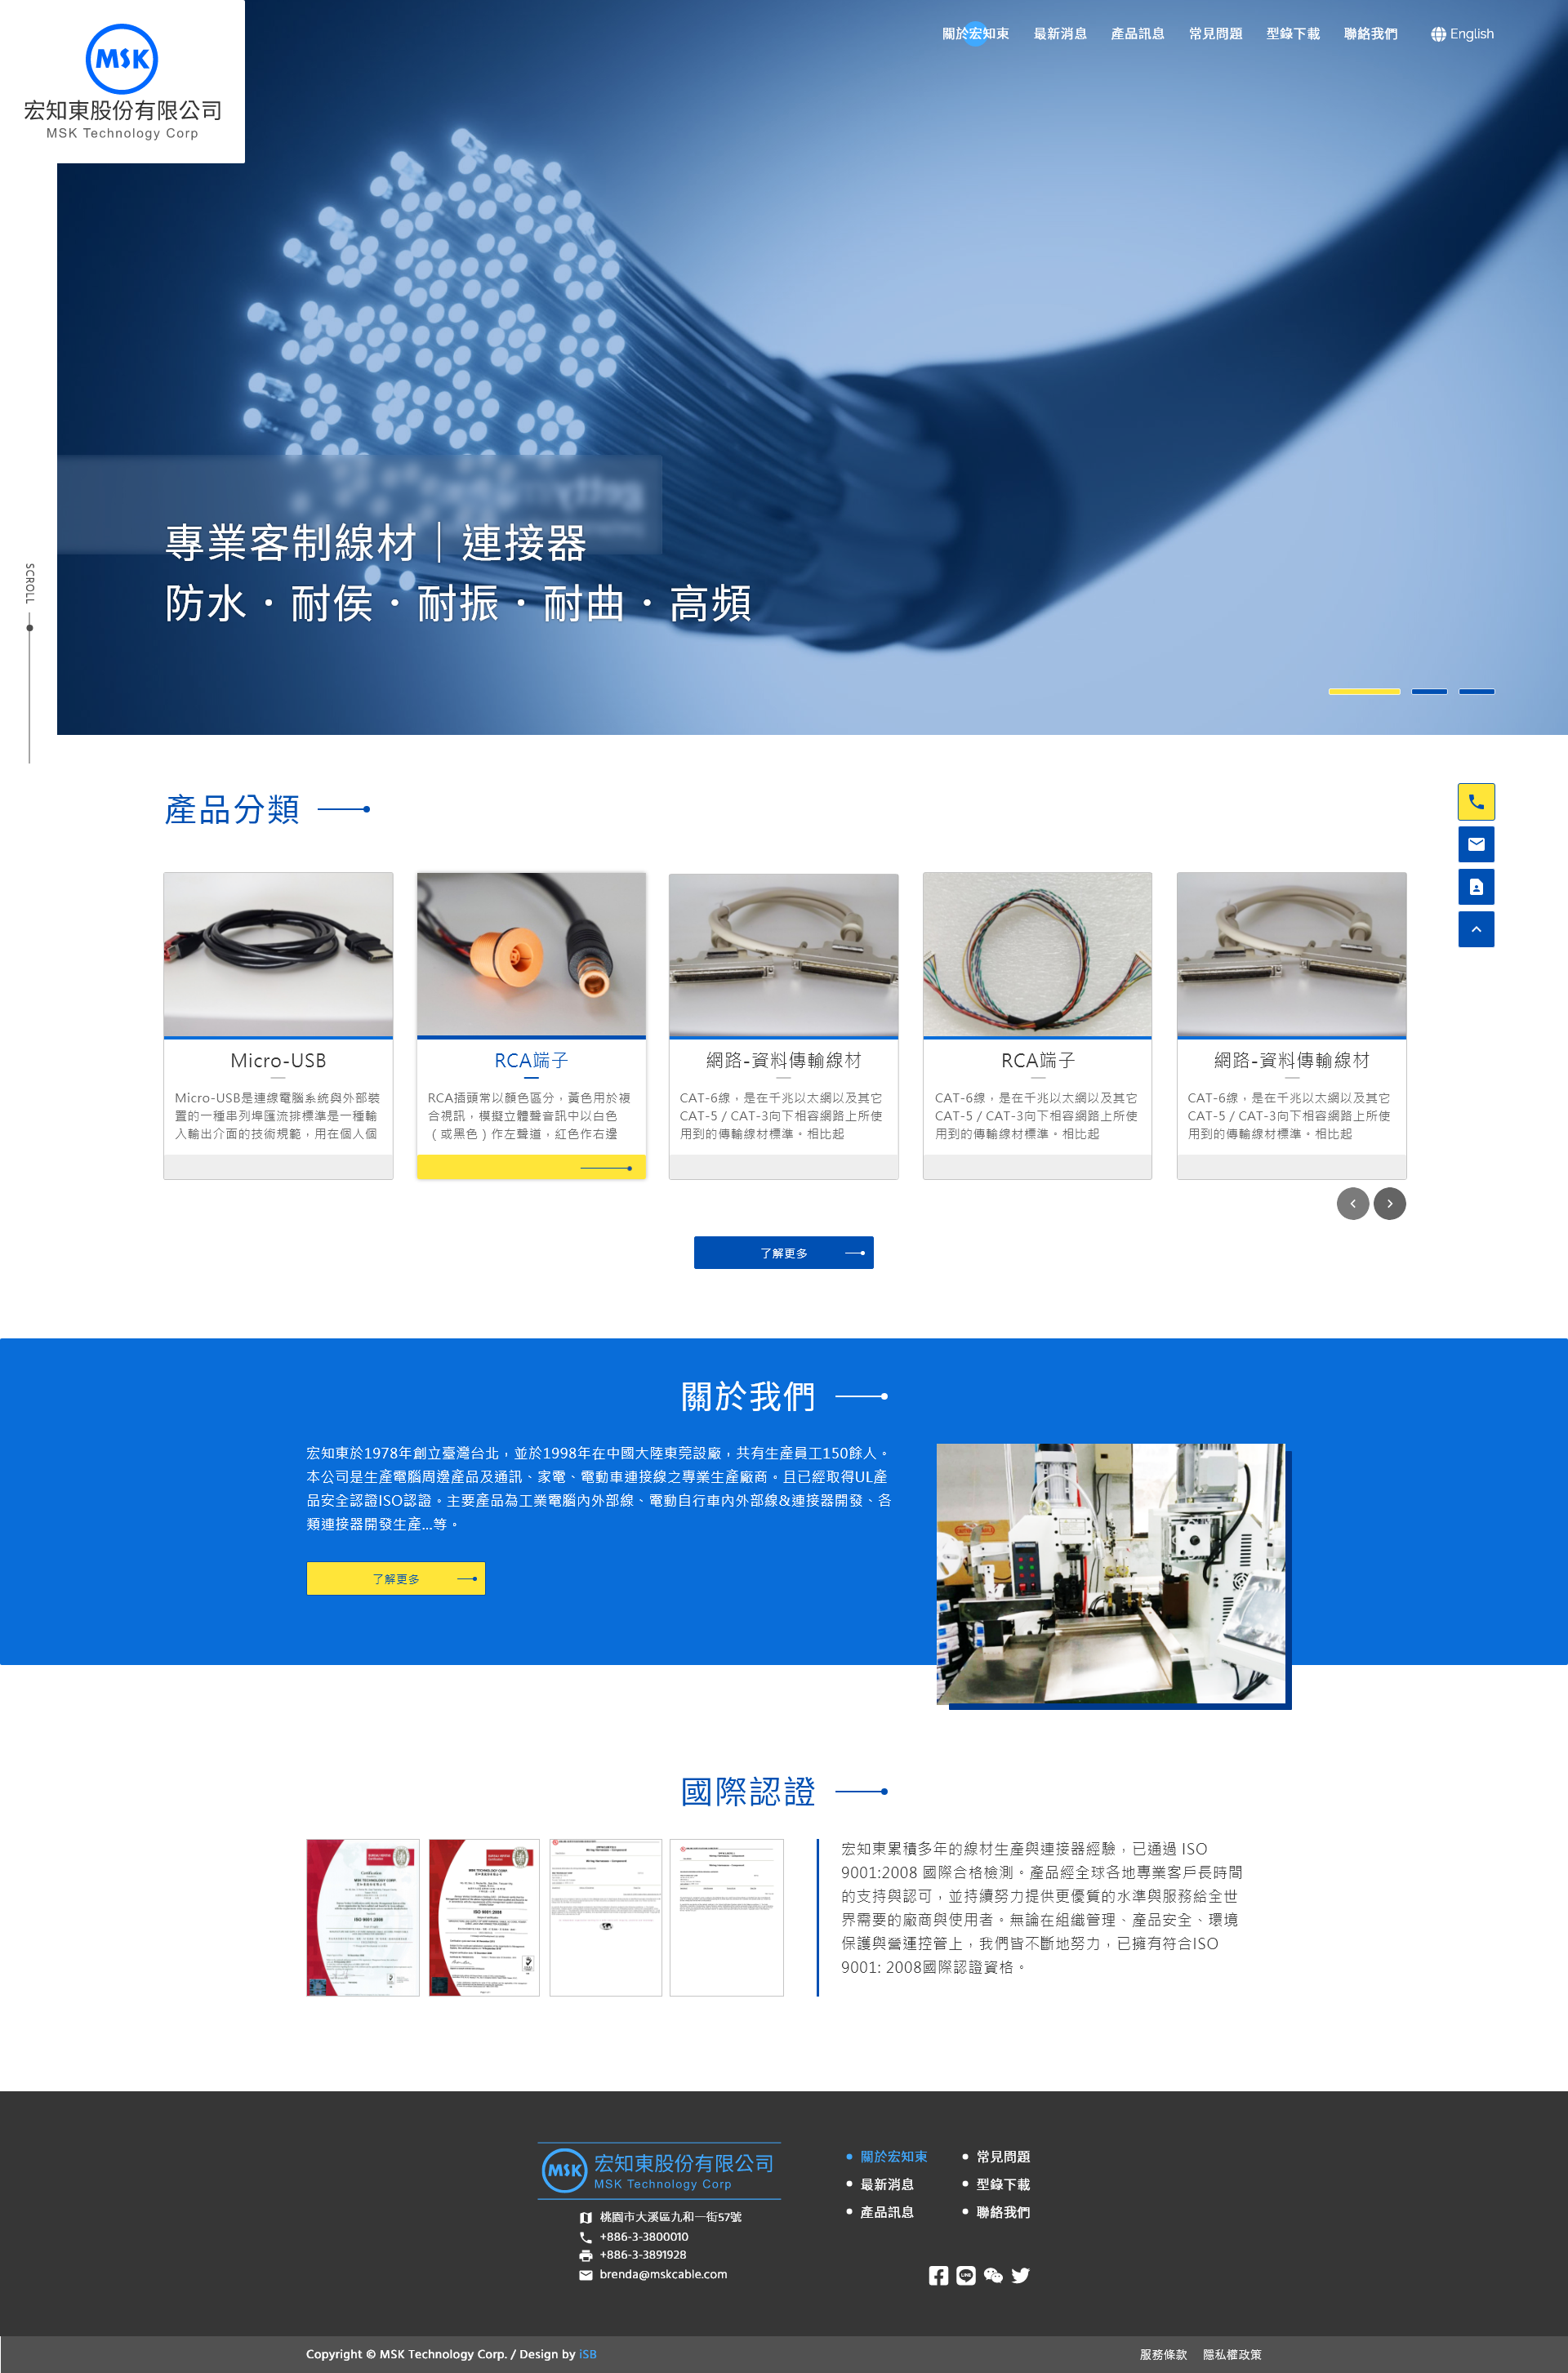 MSK
宏知東股份有限公司
MSK Technology Corp
關於宏知東 最新消息 產品訊息 常見問題 型錄下載 聯絡我們 English
getty
專業客制線材｜連接器
防水・耐侯・耐振・耐曲・高頻
SCROLL
產品分類
Micro-USB
Micro-USB是連線電腦系統與外部裝
置的一種串列埠匯流排標準是一種輸
入輸出介面的技術規範，用在個人個
RCA端子
RCA插頭常以顏色區分，黃色用於複
合視訊，模擬立體聲音訊中以白色
（或黑色）作左聲道，紅色作右邊
網路-資料傳輸線材
CAT-6線，是在千兆以太網以及其它
CAT-5 / CAT-3向下相容網路上所使
用到的傳輸線材標準。相比起
RCA端子
CAT-6線，是在千兆以太網以及其它
CAT-5 / CAT-3向下相容網路上所使
用到的傳輸線材標準。相比起
網路-資料傳輸線材
CAT-6線，是在千兆以太網以及其它
CAT-5 / CAT-3向下相容網路上所使
用到的傳輸線材標準。相比起
了解更多
關於我們
宏知東於1978年創立臺灣台北，並於1998年在中國大陸東莞設廠，共有生產員工150餘人。
本公司是生產電腦周邊產品及通訊、家電、電動車連接線之專業生產廠商。且已經取得UL產
品安全認證ISO認證。主要產品為工業電腦內外部線、電動自行車內外部線&連接器開發、各
類連接器開發生產...等。
了解更多
國際認證
MSK TECHNOLOGY CORP
ISO 9001:2008
MSK TECHNOLOGY CORP
ISO 9001:2008
宏知東累積多年的線材生產與連接器經驗，已通過 ISO
9001:2008 國際合格檢測。產品經全球各地專業客戶長時間
的支持與認可，並持續努力提供更優質的水準與服務給全世
界需要的廠商與使用者。無論在組織管理、產品安全、環境
保護與營運控管上，我們皆不斷地努力，已擁有符合ISO
9001: 2008國際認證資格。
MSK
宏知東股份有限公司
MSK Technology Corp
桃園市大溪區九和一街57號
+886-3-3800010
+886-3-3891928
brenda@mskcable.com
關於宏知東
最新消息
產品訊息
常見問題
型錄下載
聯絡我們
LINE
Copyright © MSK Technology Corp. / Design by iSB
服務條款 隱私權政策